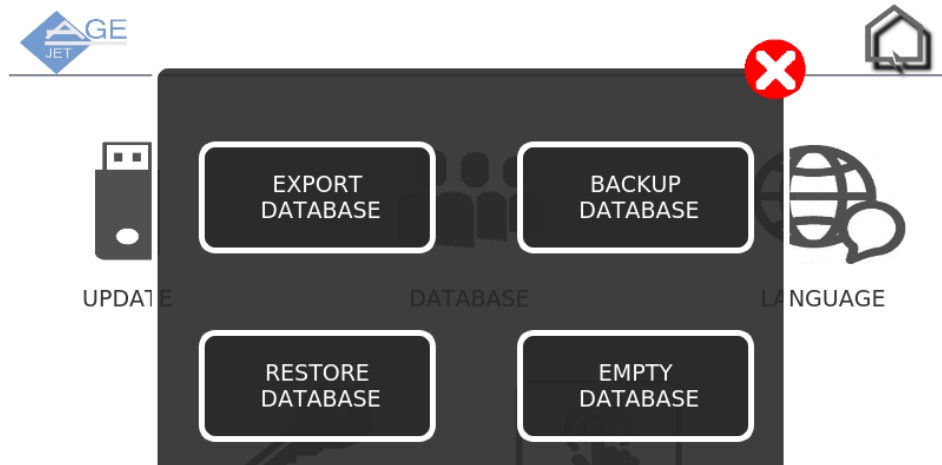 AGE
JET
EXPORT
DATABASE
BACKUP
DATABASE
UPDATE
DATABASE
LANGUAGE
RESTORE
DATABASE
EMPTY
DATABASE